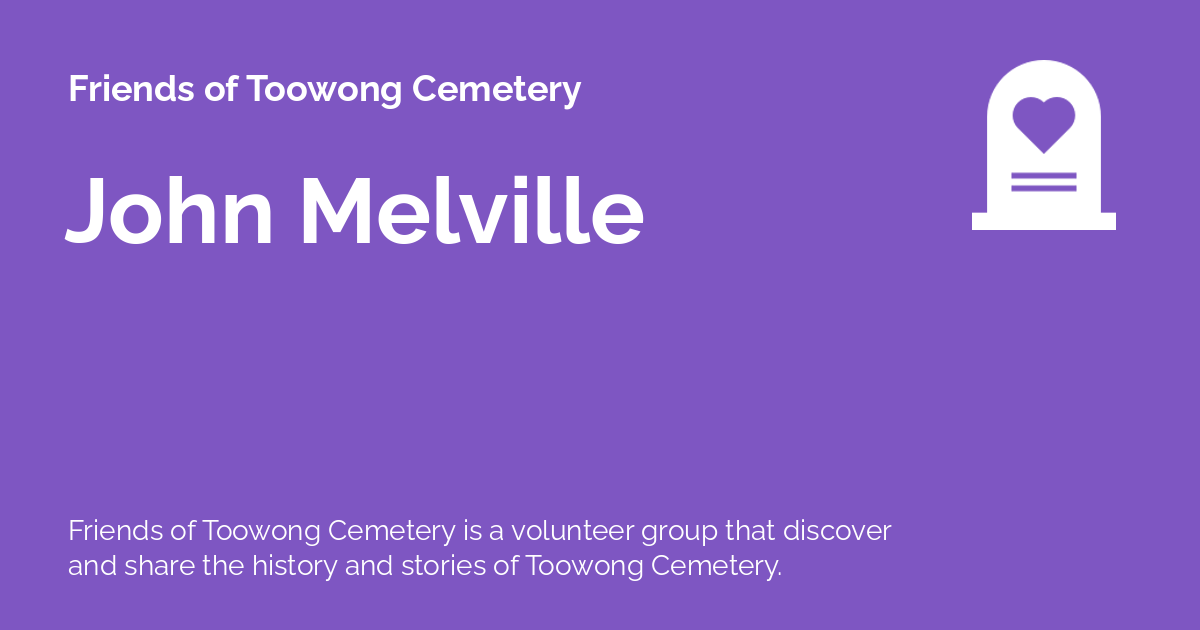 Friends of Toowong Cemetery
John Melville
Friends of Toowong Cemetery is a volunteer group that discover
and share the history and stories of Toowong Cemetery.